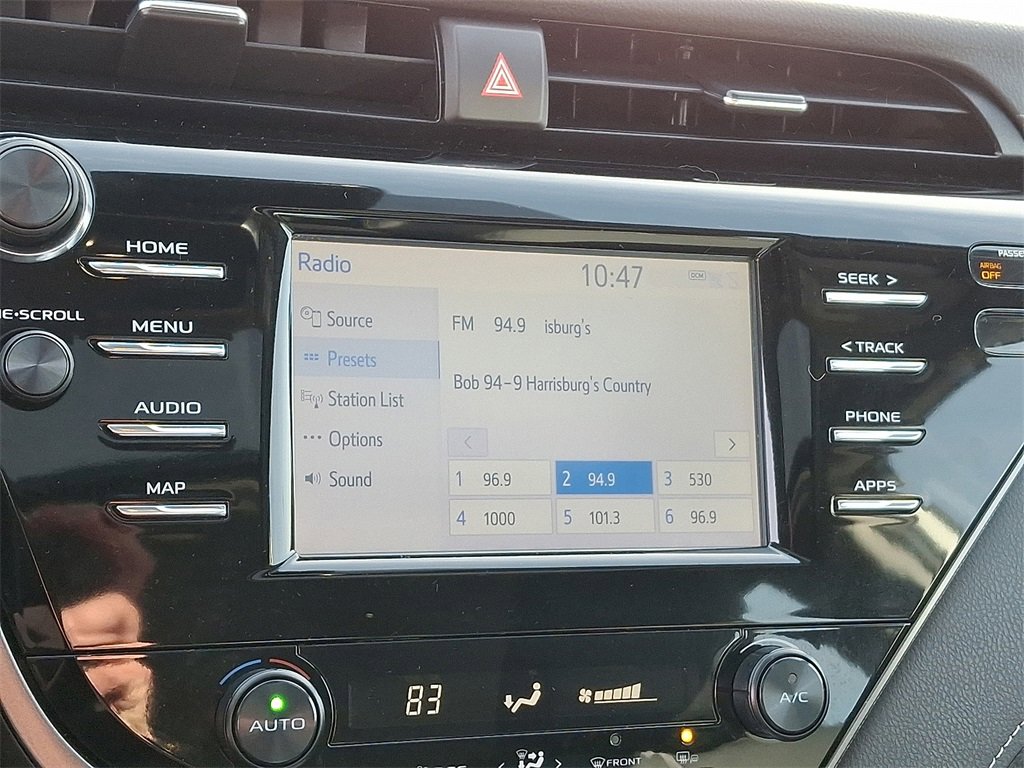 HOME
E•SCROLL
MENU
AUDIO
MAP
Radio
10:47
DCM
Source
Presets
Station List
Options
Sound
FM 94.9 isburg's
Bob 94-9 Harrisburg's Country
< >
1 96.9 2 94.9 3 530
4 1000 5 101.3 6 96.9
SEEK >
< TRACK
PHONE
APPS
PASSE
AIRBAG
OFF
AUTO
83
A/C
< >
FRONT